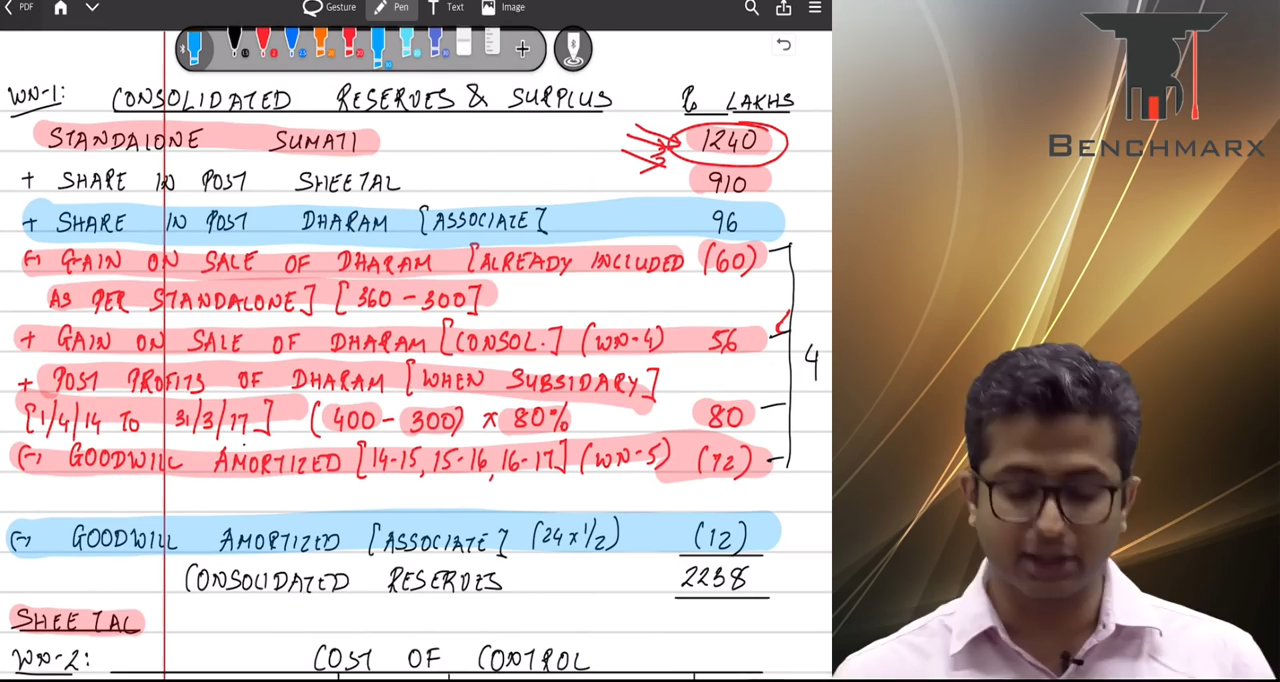 PDF
Gesture
Pen
Text
Image
WN-1: CONSOLIDATED RESERVES & SURPLUS ₹ LAKHS
STANDALONE SUMATI 1240
+ SHARE IN POST SHEETAL 910
+ SHARE IN POST DHARAM [ASSOCIATE] 96
(-) GAIN ON SALE OF DHARAM [ALREADY INCLUDED (60)
AS PER STANDALONE] [360-300]
+ GAIN ON SALE OF DHARAM [CONSOL.] (WN-4) 56
4
+ POST PROFITS OF DHARAM [WHEN SUBSIDARY]
[1/4/14 TO 31/3/17] (400-300) x 80% 80
(-) GOODWILL AMORTIZED [14-15, 15-16, 16-17] (WN-5) (72)
(-) GOODWILL AMORTIZED [ASSOCIATE] (24x1/2) (12)
CONSOLIDATED RESERVES 2238
SHEETAL
WN-2: COST OF CONTROL
BENCHMARX